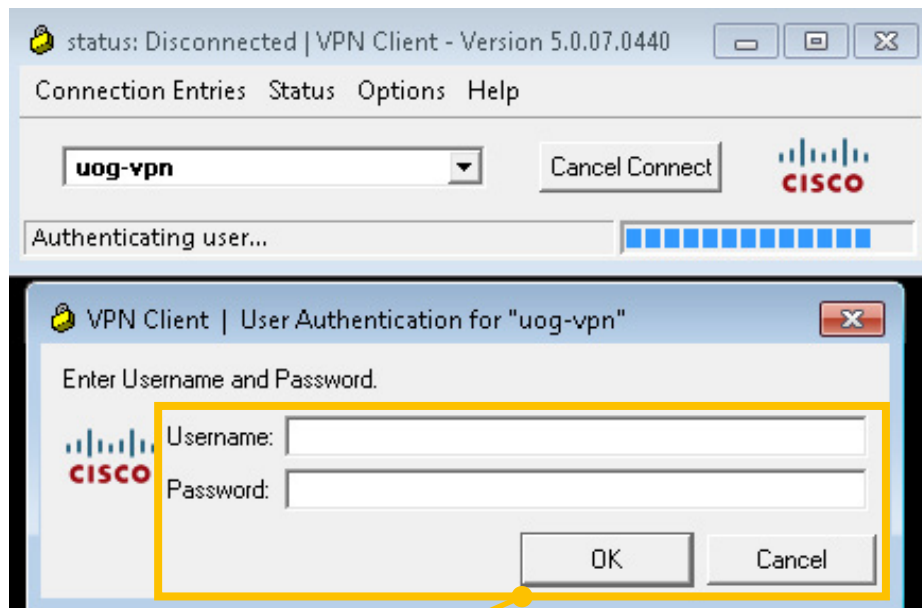 status: Disconnected | VPN Client - Version 5.0.07.0440
Connection Entries Status Options Help
uog-vpn Cancel Connect CISCO
Authenticating user...
VPN Client | User Authentication for "uog-vpn"
Enter Username and Password.
CISCO
Username:
Password:
OK Cancel